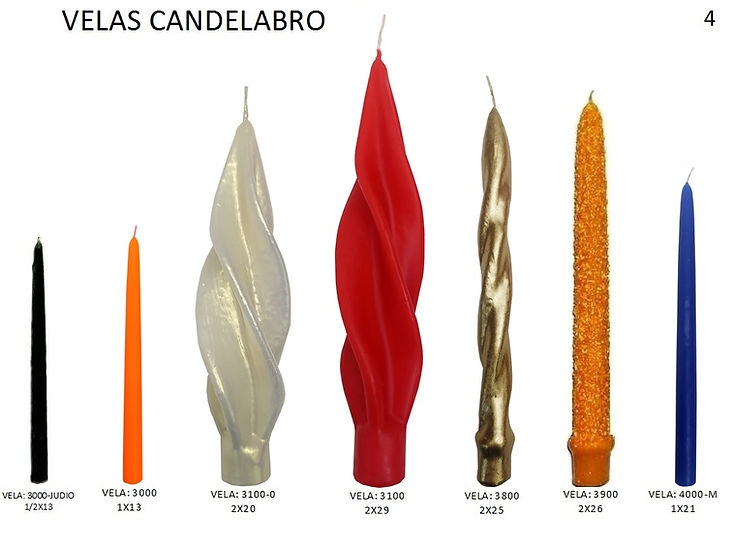 VELAS CANDELABRO
4
VELA: 3000-JUDIO
1/2X13
VELA: 3000
1X13
VELA: 3100-0
2X20
VELA: 3100
2X29
VELA: 3800
2X25
VELA: 3900
2X26
VELA: 4000-M
1X21